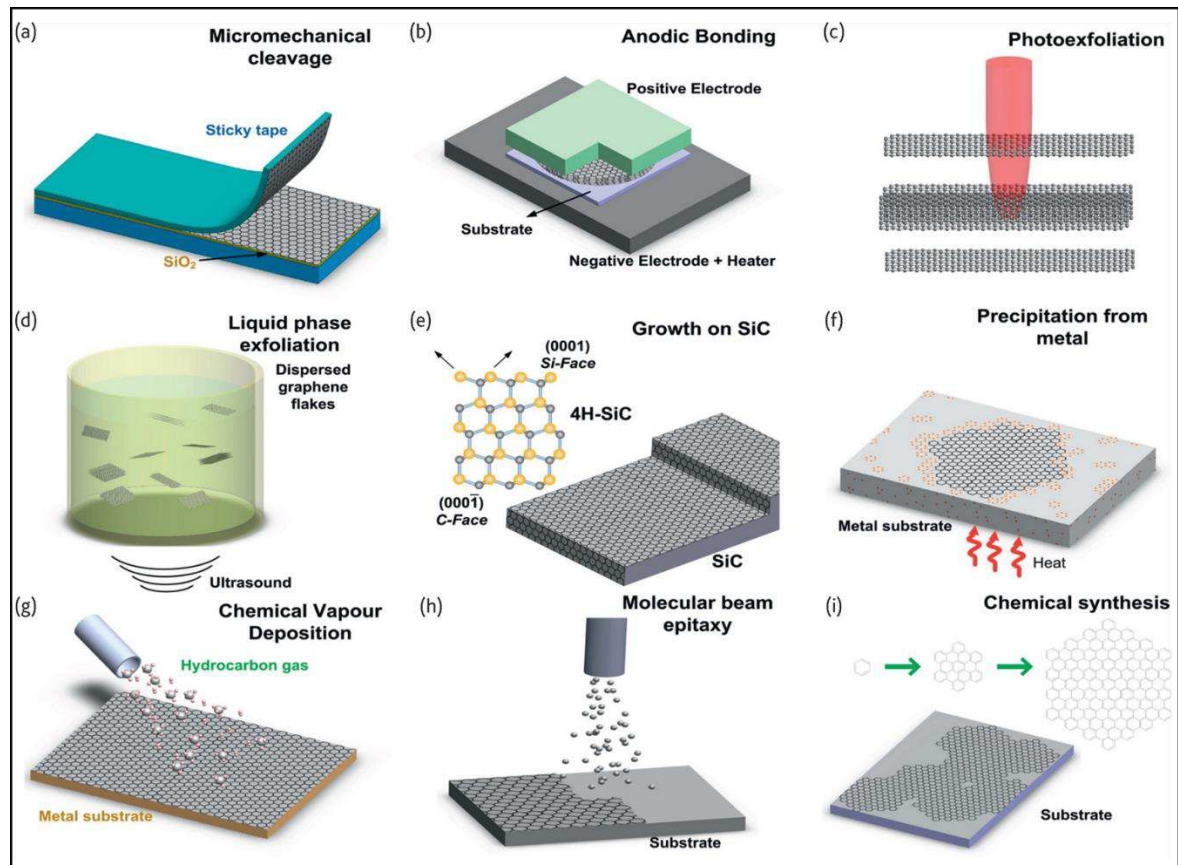 (a)
Micromechanical
cleavage
Sticky tape
SiO₂
(b)
Anodic Bonding
Positive Electrode
Substrate
Negative Electrode + Heater
(c)
Photoexfoliation
(d)
Liquid phase
exfoliation
Dispersed
graphene
flakes
Ultrasound
(e)
Growth on SiC
(0001)
Si-Face
4H-SiC
(0001̅)
C-Face
SiC
(f)
Precipitation from
metal
Metal substrate
Heat
(g)
Chemical Vapour
Deposition
Hydrocarbon gas
Metal substrate
(h)
Molecular beam
epitaxy
Substrate
(i)
Chemical synthesis
Substrate